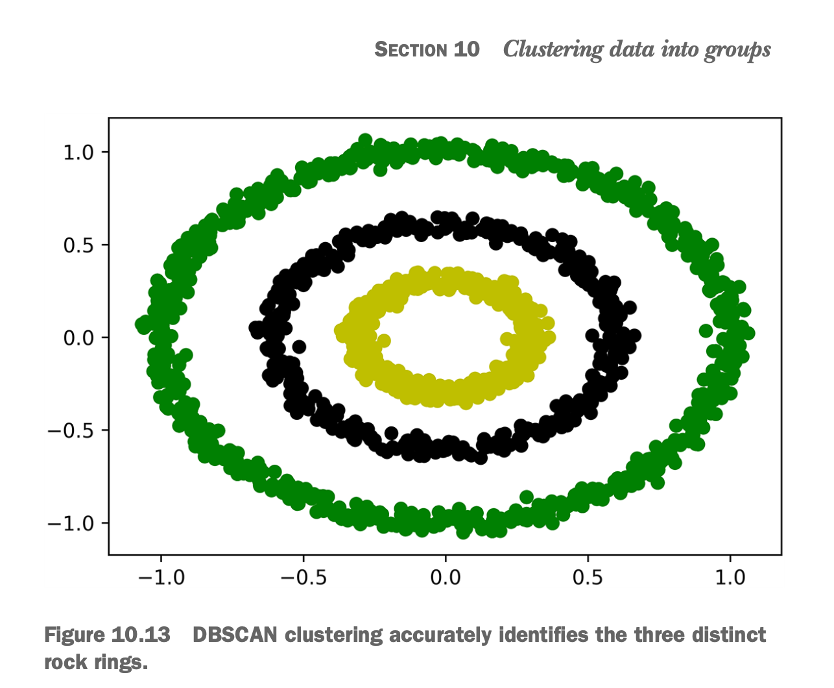 SECTION 10 Clustering data into groups
1.0
0.5
0.0
−0.5
−1.0
−1.0 −0.5 0.0 0.5 1.0
Figure 10.13 DBSCAN clustering accurately identifies the three distinct
rock rings.